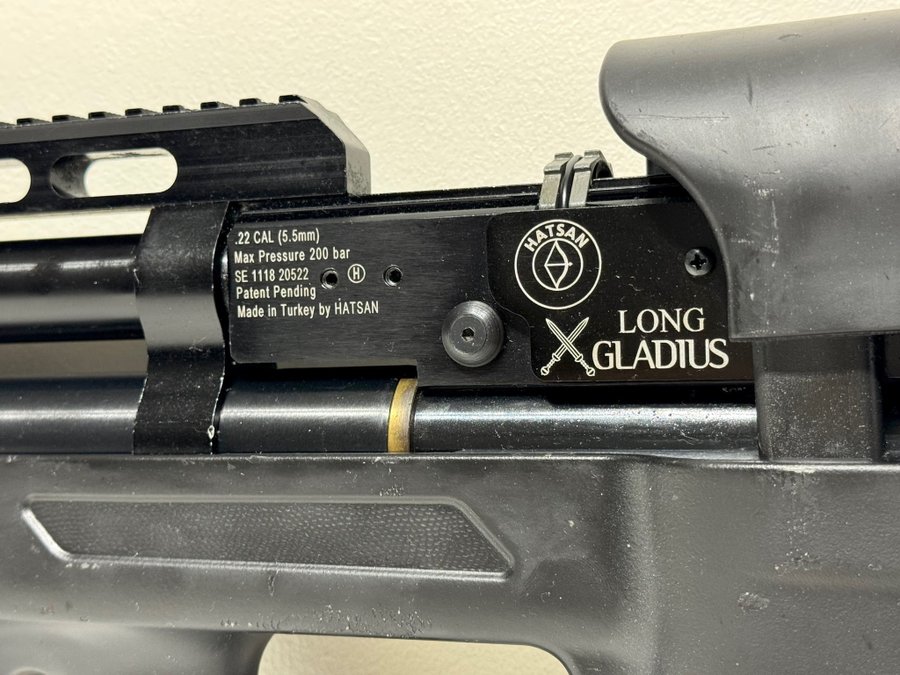 .22 CAL (5.5mm)
Max Pressure 200 bar
SE 1118 20522
Patent Pending
Made in Turkey by HATSAN
H
HATSAN
LONG
GLADIUS